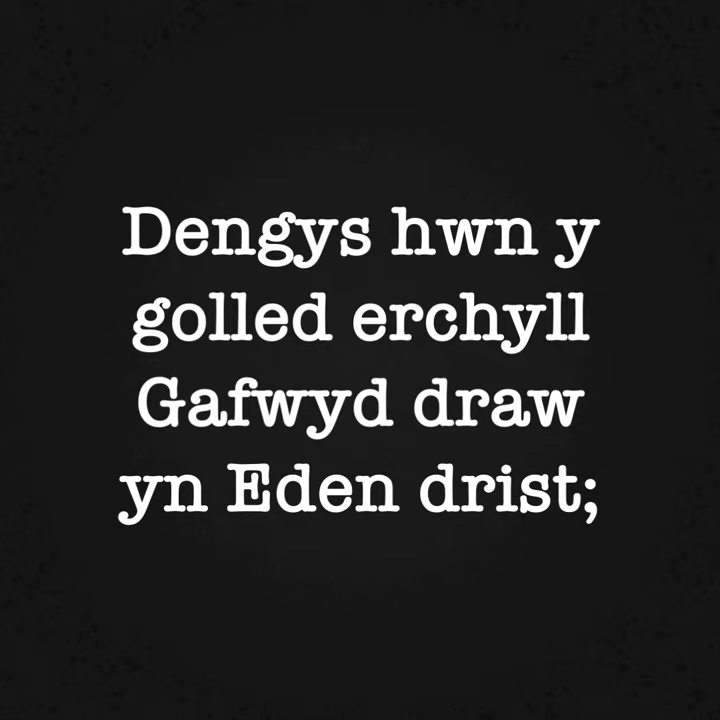 Dengys hwn y
golled erchyll
Gafwyd draw
yn Eden drist;